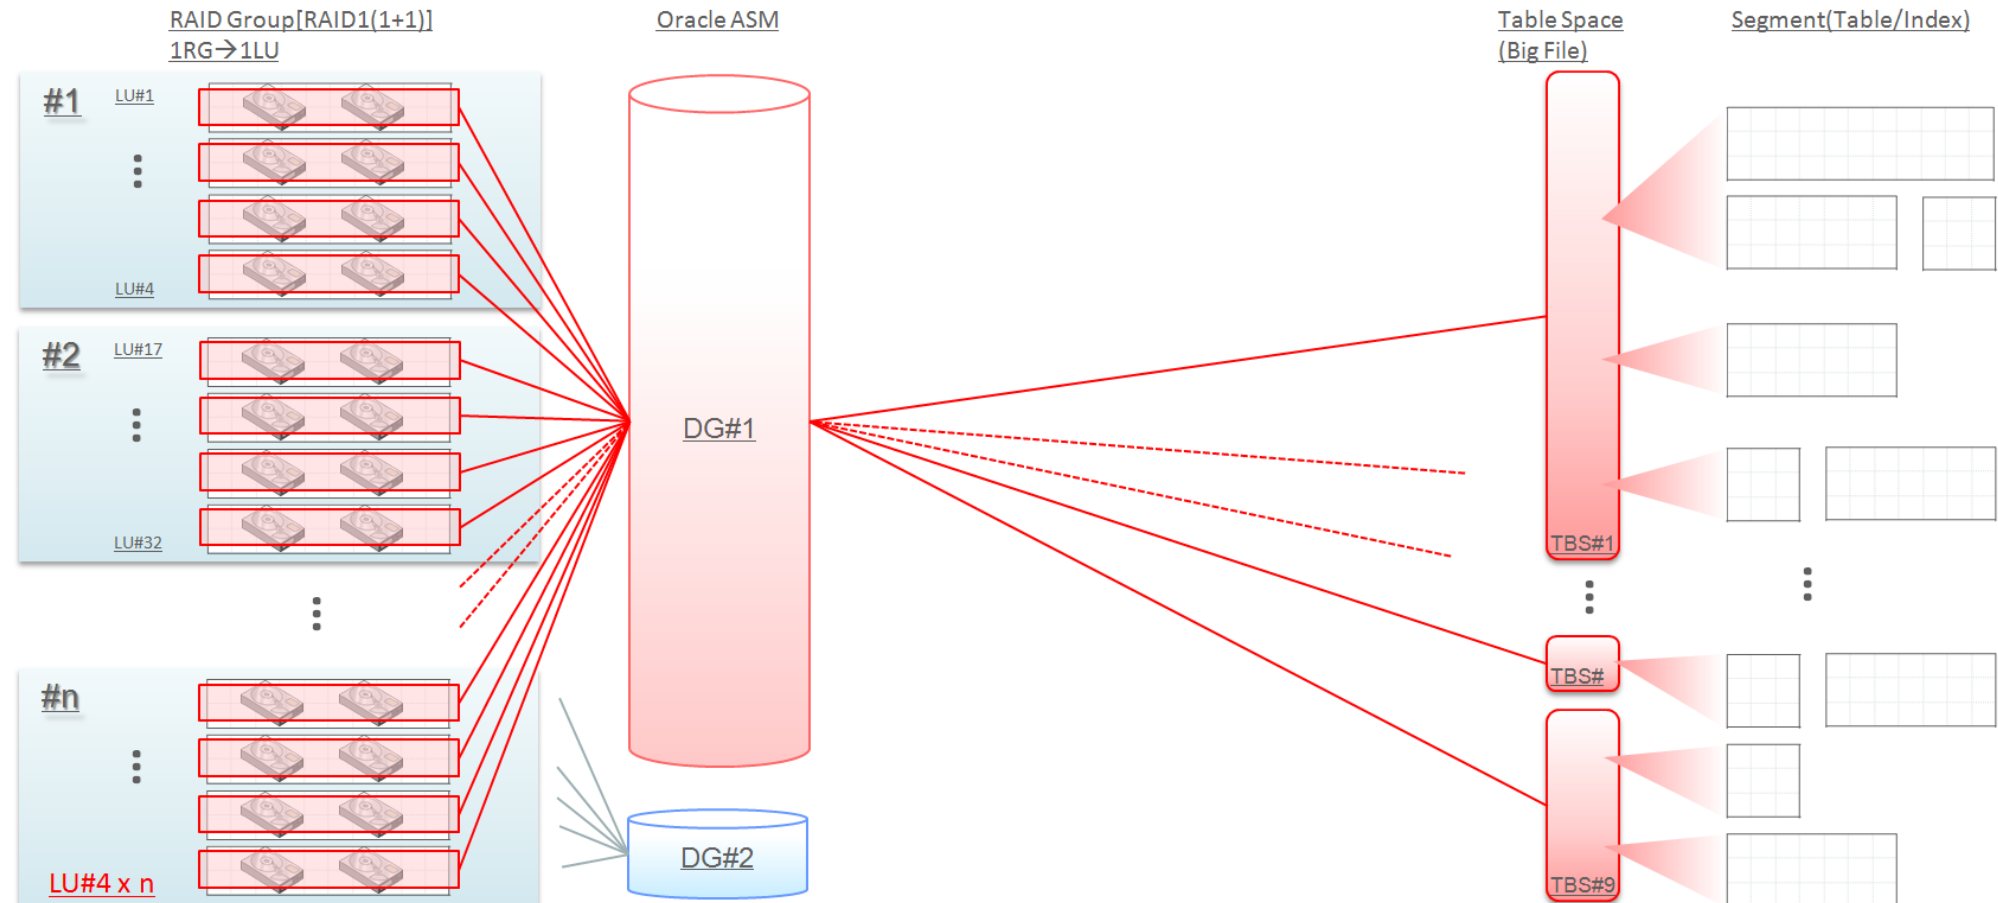 RAID Group[RAID1(1+1)]
1RG→1LU
Oracle ASM
Table Space
(Big File)
Segment(Table/Index)
#1
LU#1
LU#4
#2
LU#17
LU#32
#n
LU#4 x n
DG#1
DG#2
TBS#1
TBS#
TBS#9